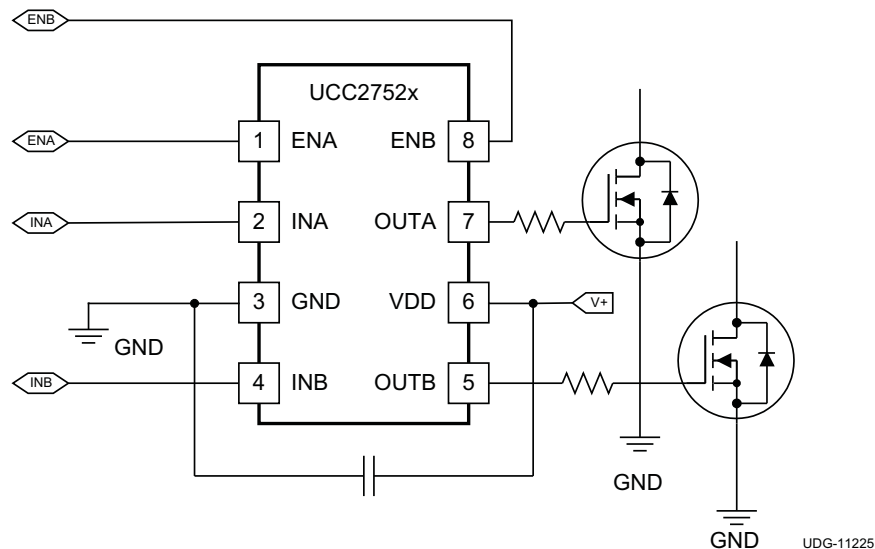 ENB
UCC2752x
ENA
1 ENA ENB 8
INA
2 INA OUTA 7
3 GND VDD 6
V+
GND
INB
4 INB OUTB 5
GND
GND
UDG-11225